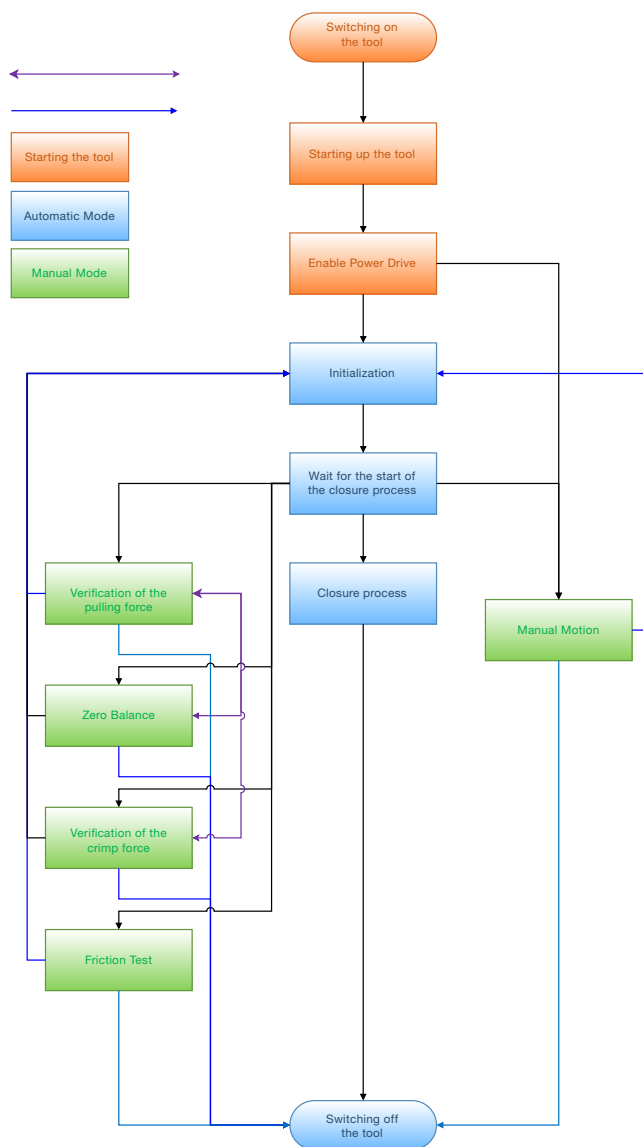 Switching on
the tool
Starting the tool
Starting up the tool
Automatic Mode
Manual Mode
Enable Power Drive
Initialization
Wait for the start of
the closure process
Verification of the
pulling force
Closure process
Manual Motion
Zero Balance
Verification of the
crimp force
Friction Test
Switching off
the tool